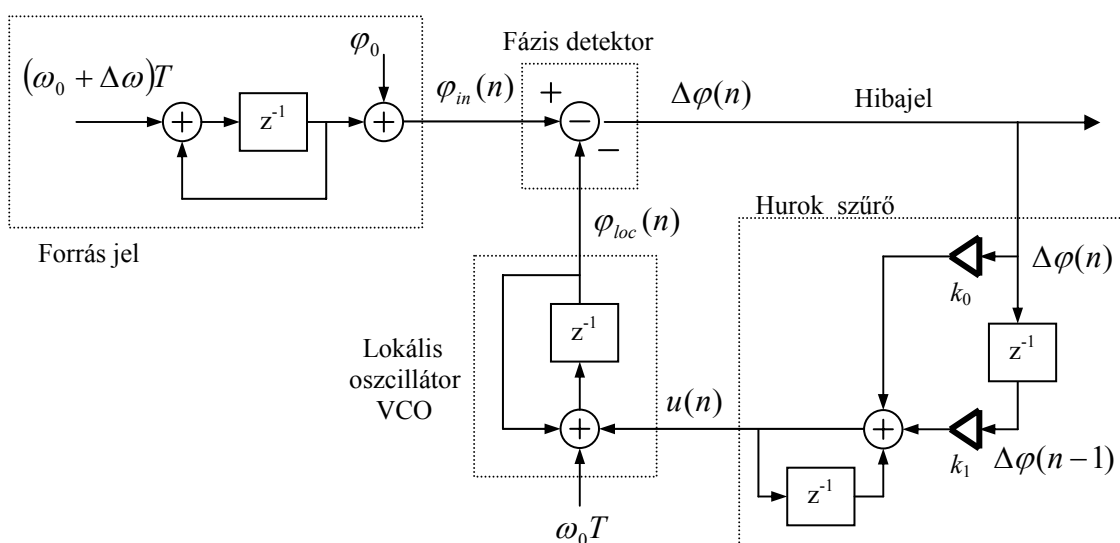 φ₀
Fázis detektor
(ω₀ + Δω)T
φᵢₙ(n)
+
Δφ(n)
Hibajel
+
z⁻¹
+
−
−
Hurok szűrő
φₗₒ꜀(n)
Forrás jel
Δφ(n)
k₀
z⁻¹
z⁻¹
Lokális
oszcillátor
VCO
u(n)
+
+
k₁
Δφ(n−1)
z⁻¹
ω₀T